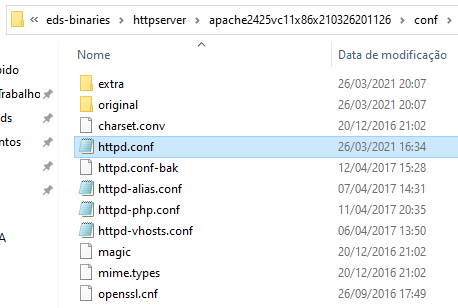 « eds-binaries › httpserver › apache2425vc11x86x210326201126 › conf ›
Nome Data de modificação
extra 26/03/2021 20:07
original 26/03/2021 20:07
charset.conv 20/12/2016 21:02
httpd.conf 26/03/2021 16:34
httpd.conf-bak 12/04/2017 15:28
httpd-alias.conf 07/04/2017 14:31
httpd-php.conf 11/04/2017 20:35
httpd-vhosts.conf 06/04/2017 13:50
magic 20/12/2016 21:02
mime.types 20/12/2016 21:02
openssl.cnf 26/09/2016 17:49
pido
Trabalho
ds
ntos
A